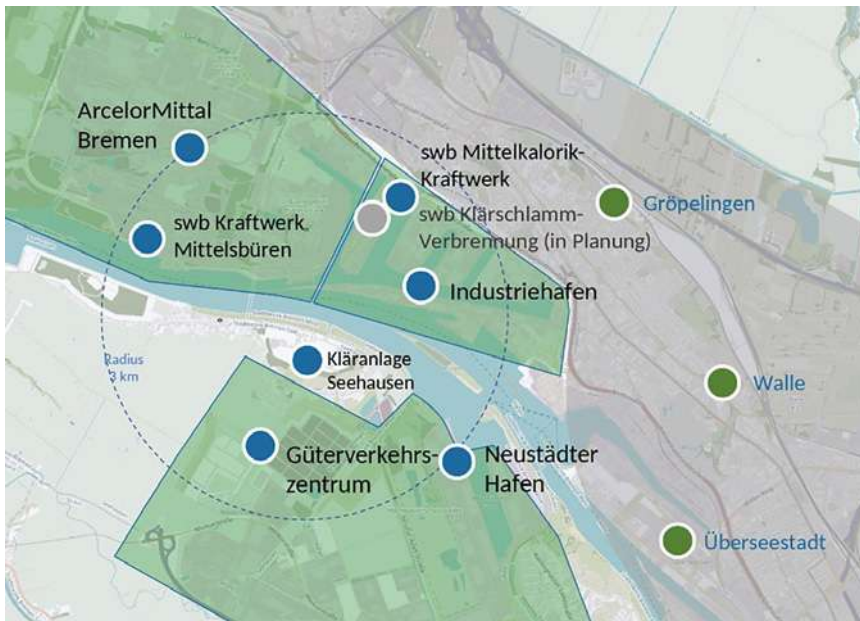 ArcelorMittal
Bremen
swb Mittelkalorik-
Kraftwerk
swb Kraftwerk
Mittelsbüren
swb Klärschlamm-
Verbrennung (in Planung)
Gröpelingen
Industriehafen
Radius
3 km
Kläranlage
Seehausen
Walle
Güterverkehrs-
zentrum
Neustädter
Hafen
Überseestadt